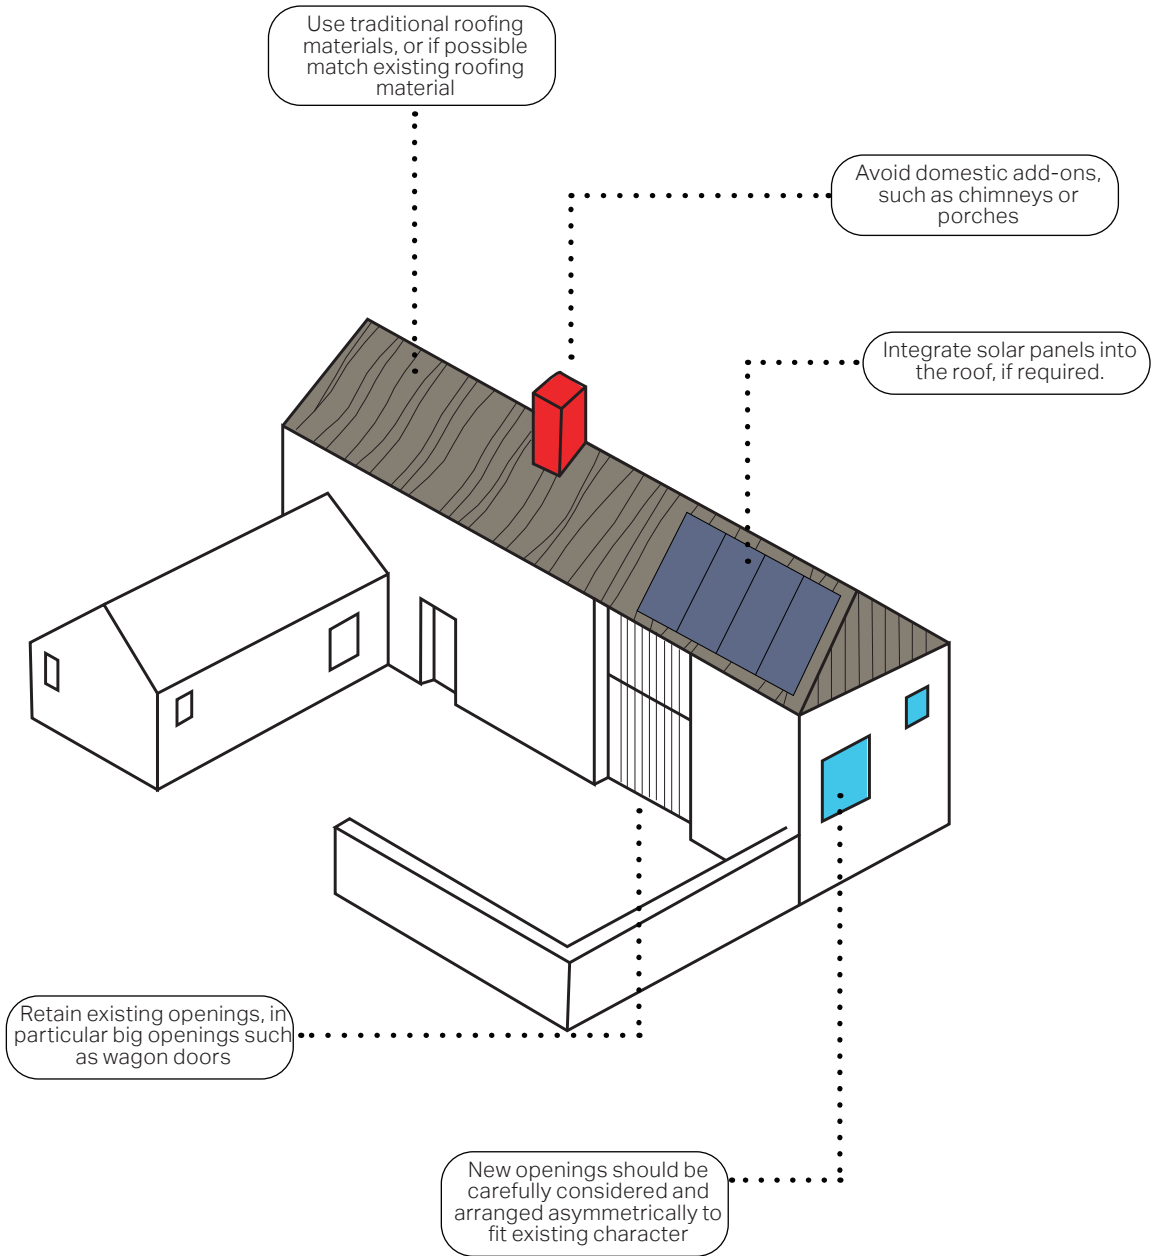 Use traditional roofing
materials, or if possible
match existing roofing
material
Avoid domestic add-ons,
such as chimneys or
porches
Integrate solar panels into
the roof, if required.
Retain existing openings, in
particular big openings such
as wagon doors
New openings should be
carefully considered and
arranged asymmetrically to
fit existing character